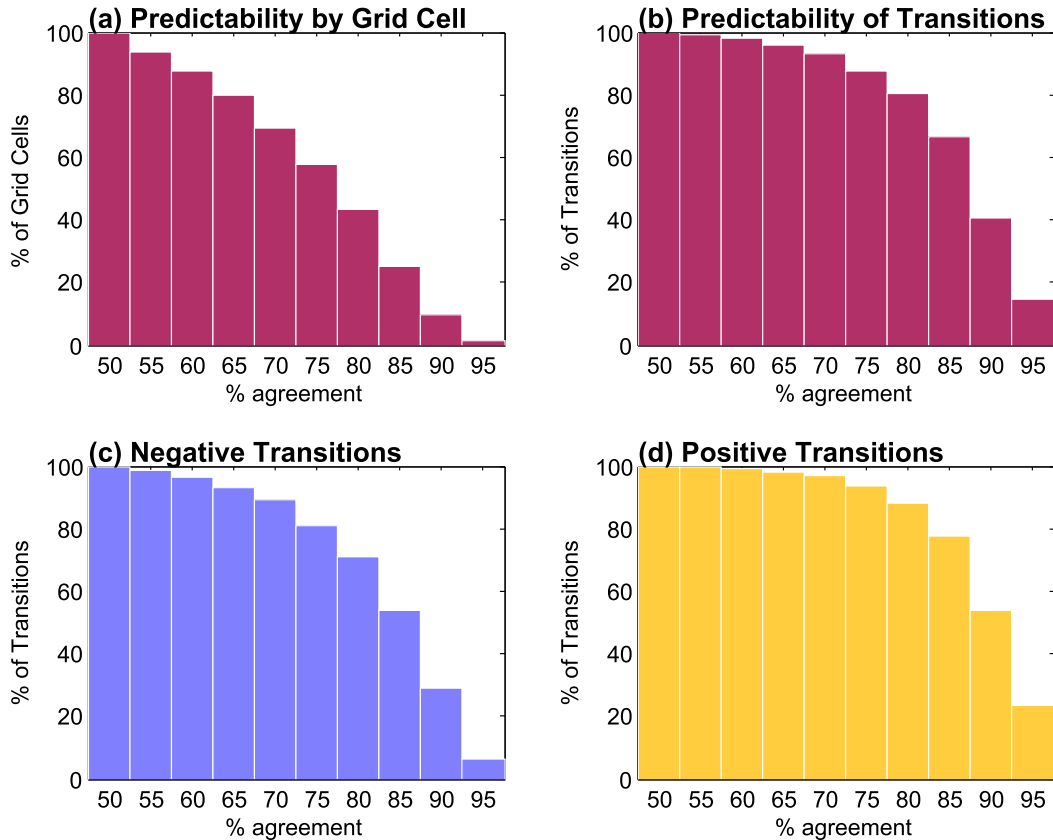 (a) Predictability by Grid Cell
% of Grid Cells
100
80
60
40
20
0
50 55 60 65 70 75 80 85 90 95
% agreement
(b) Predictability of Transitions
% of Transitions
100
80
60
40
20
0
50 55 60 65 70 75 80 85 90 95
% agreement
(c) Negative Transitions
% of Transitions
100
80
60
40
20
0
50 55 60 65 70 75 80 85 90 95
% agreement
(d) Positive Transitions
% of Transitions
100
80
60
40
20
0
50 55 60 65 70 75 80 85 90 95
% agreement